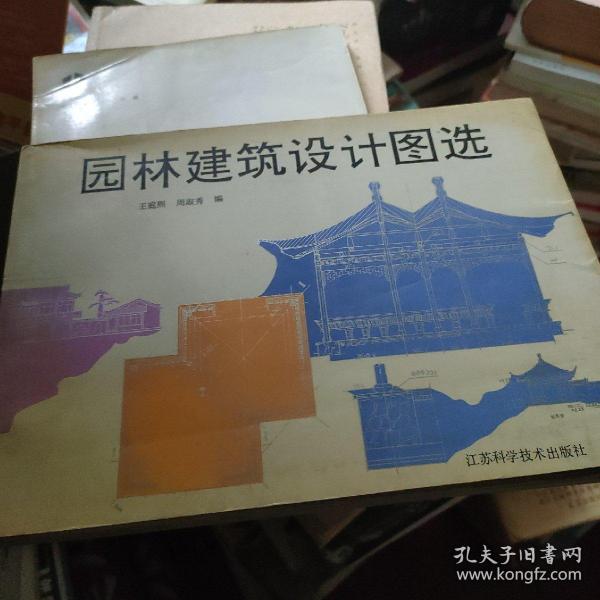 园林建筑设计图选
王庭熙 周淑秀 编
江苏科学技术出版社
孔夫子旧书网
www.kongfz.com